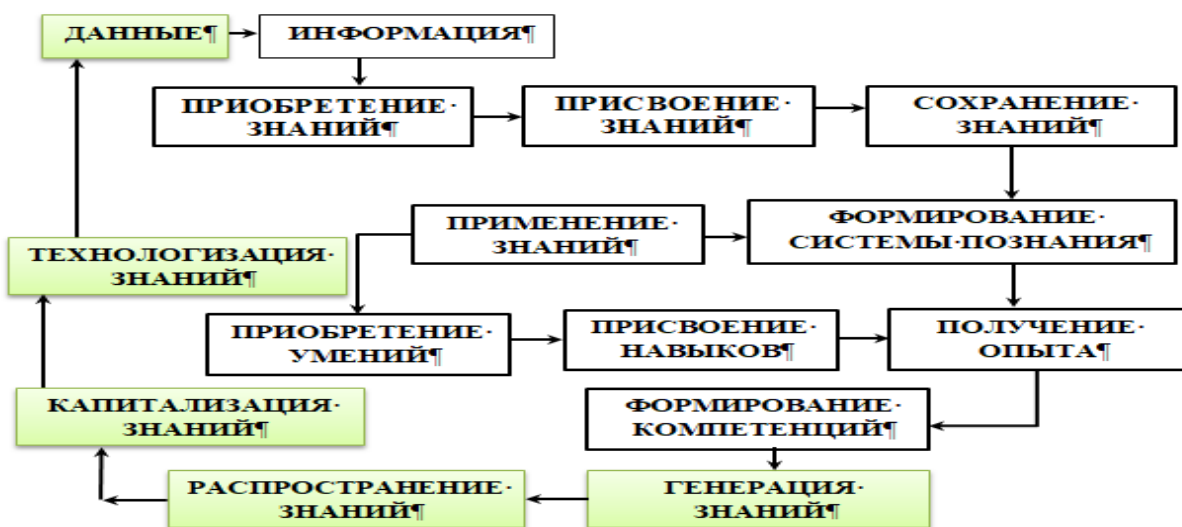 ДАННЫЕ¶
ИНФОРМАЦИЯ¶
ПРИОБРЕТЕНИЕ·
ЗНАНИЙ¶
ПРИСВОЕНИЕ·
ЗНАНИЙ¶
СОХРАНЕНИЕ·
ЗНАНИЙ¶
ПРИМЕНЕНИЕ·
ЗНАНИЙ¶
ФОРМИРОВАНИЕ·
СИСТЕМЫ·ПОЗНАНИЯ¶
ТЕХНОЛОГИЗАЦИЯ·
ЗНАНИЙ¶
ПРИОБРЕТЕНИЕ·
УМЕНИЙ¶
ПРИСВОЕНИЕ·
НАВЫКОВ¶
ПОЛУЧЕНИЕ·
ОПЫТА¶
КАПИТАЛИЗАЦИЯ·
ЗНАНИЙ¶
ФОРМИРОВАНИЕ·
КОМПЕТЕНЦИЙ¶
РАСПРОСТРАНЕНИЕ·
ЗНАНИЙ¶
ГЕНЕРАЦИЯ·
ЗНАНИЙ¶